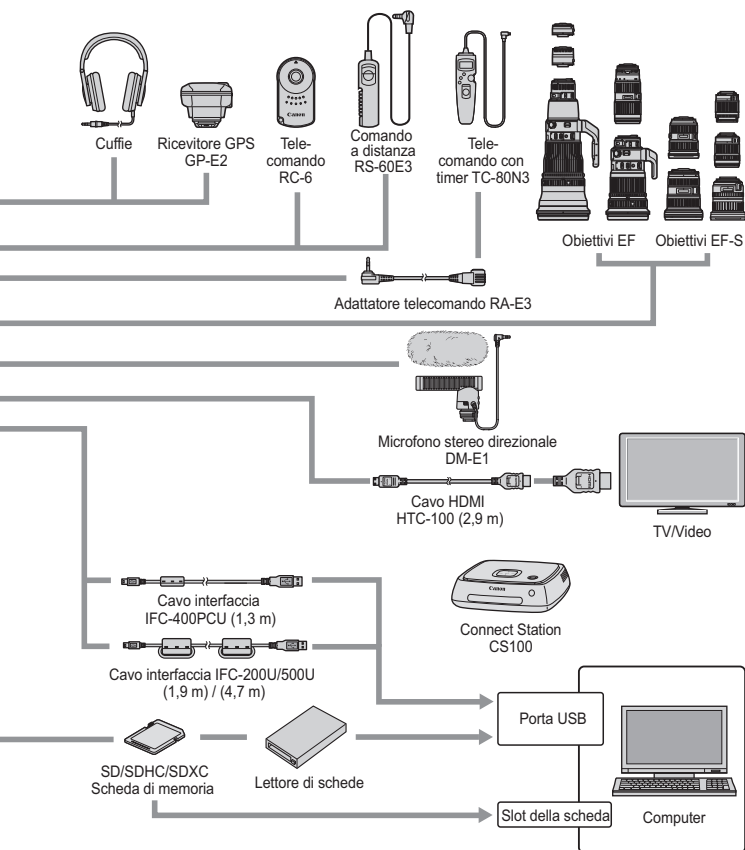 Cuffie
Ricevitore GPS
GP-E2
Canon
Tele-
comando
RC-6
Comando
a distanza
RS-60E3
Tele-
comando con
timer TC-80N3
Obiettivi EF
Obiettivi EF-S
Adattatore telecomando RA-E3
Microfono stereo direzionale
DM-E1
Cavo HDMI
HTC-100 (2,9 m)
TV/Video
Cavo interfaccia
IFC-400PCU (1,3 m)
Canon
Connect Station
CS100
Cavo interfaccia IFC-200U/500U
(1,9 m) / (4,7 m)
Porta USB
SD/SDHC/SDXC
Scheda di memoria
Lettore di schede
Slot della scheda
Computer